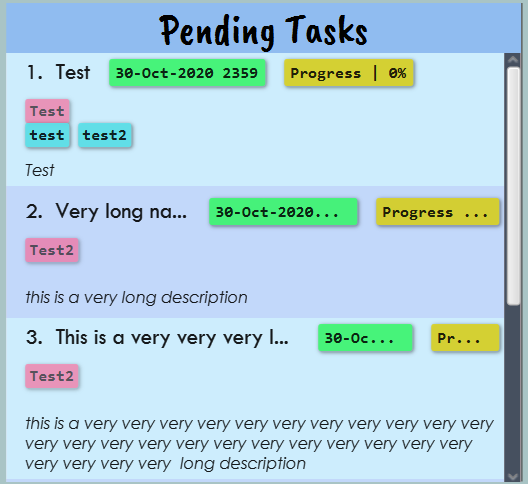 Pending Tasks
1. Test 30-Oct-2020 2359 Progress | 0%
Test
test test2
Test
2. Very long na... 30-Oct-2020... Progress ...
Test2
this is a very long description
3. This is a very very very l... 30-Oc... Pr...
Test2
this is a very very very very very very very very very very very
very very very very very very very very very very very very
very very very very  long description